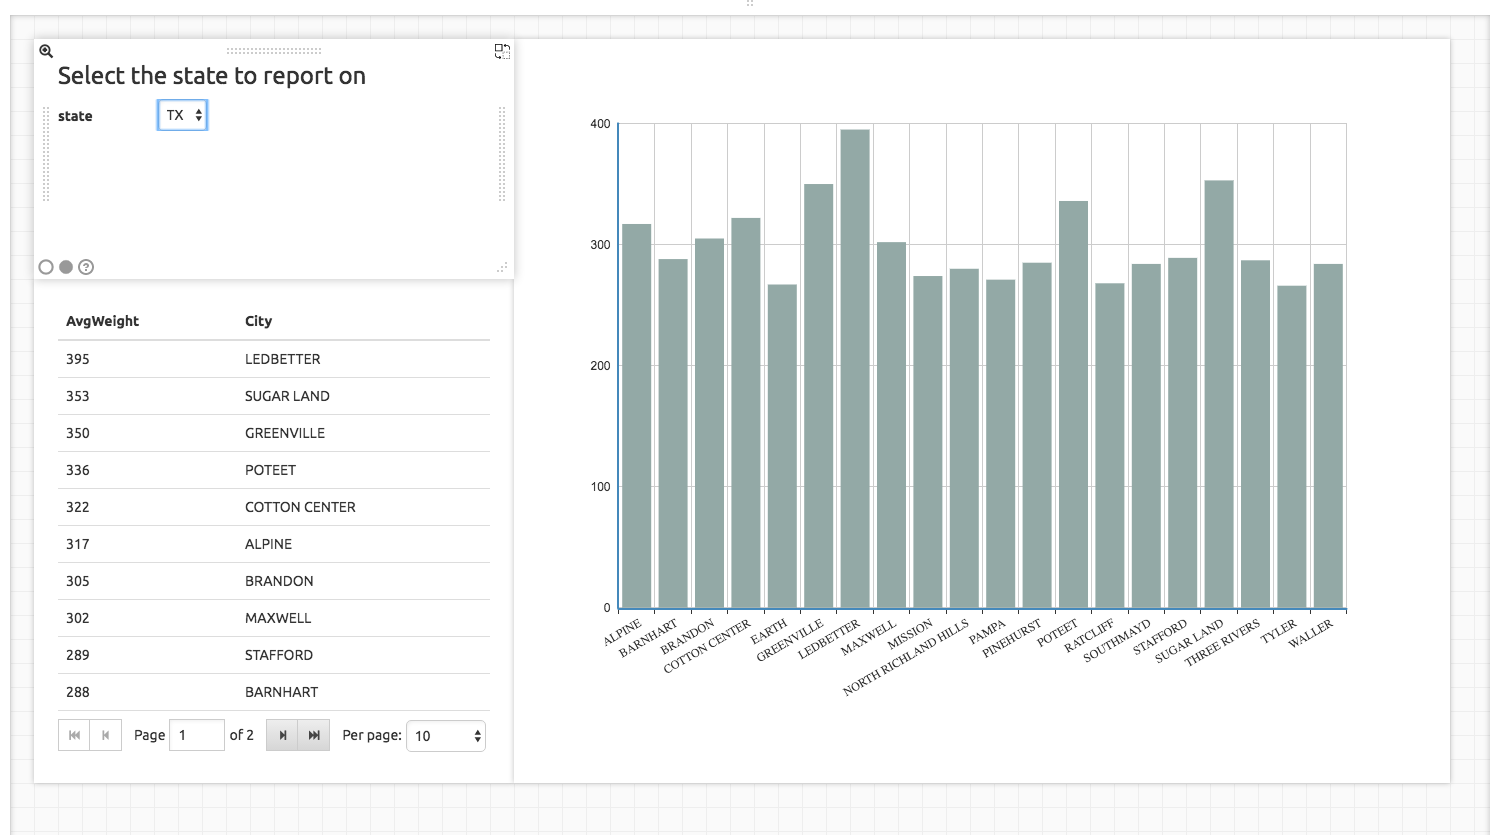 Select the state to report on
state TX
AvgWeight City
395 LEDBETTER
353 SUGAR LAND
350 GREENVILLE
336 POTEET
322 COTTON CENTER
317 ALPINE
305 BRANDON
302 MAXWELL
289 STAFFORD
288 BARNHART
Page 1 of 2 Per page: 10
400
300
200
100
0
ALPINE
BARNHART
BRANDON
COTTON CENTER
EARTH
GREENVILLE
LEDBETTER
MAXWELL
MISSION
NORTH RICHLAND HILLS
PAMPA
PINEHURST
POTEET
RATCLIFF
SOUTHMAYD
STAFFORD
SUGAR LAND
THREE RIVERS
TYLER
WALLER